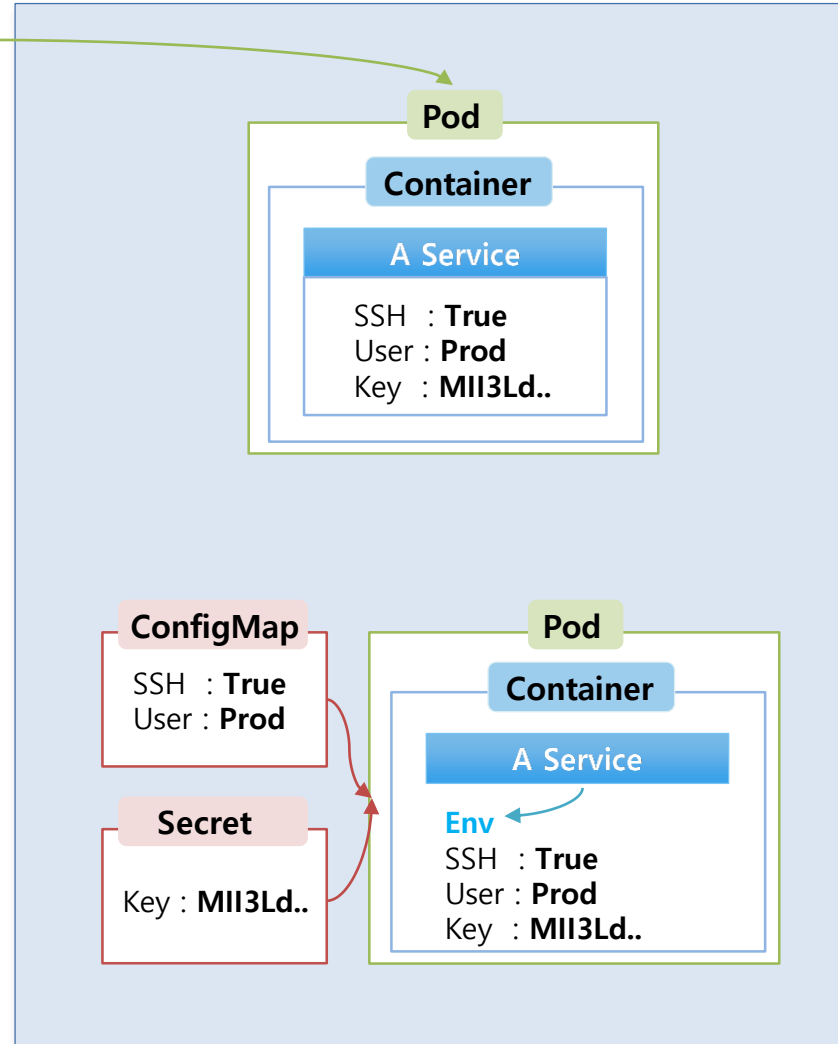 Pod
Container
A Service
SSH : True
User : Prod
Key : MII3Ld..
ConfigMap
SSH : True
User : Prod
Secret
Key : MII3Ld..
Pod
Container
A Service
Env
SSH : True
User : Prod
Key : MII3Ld..